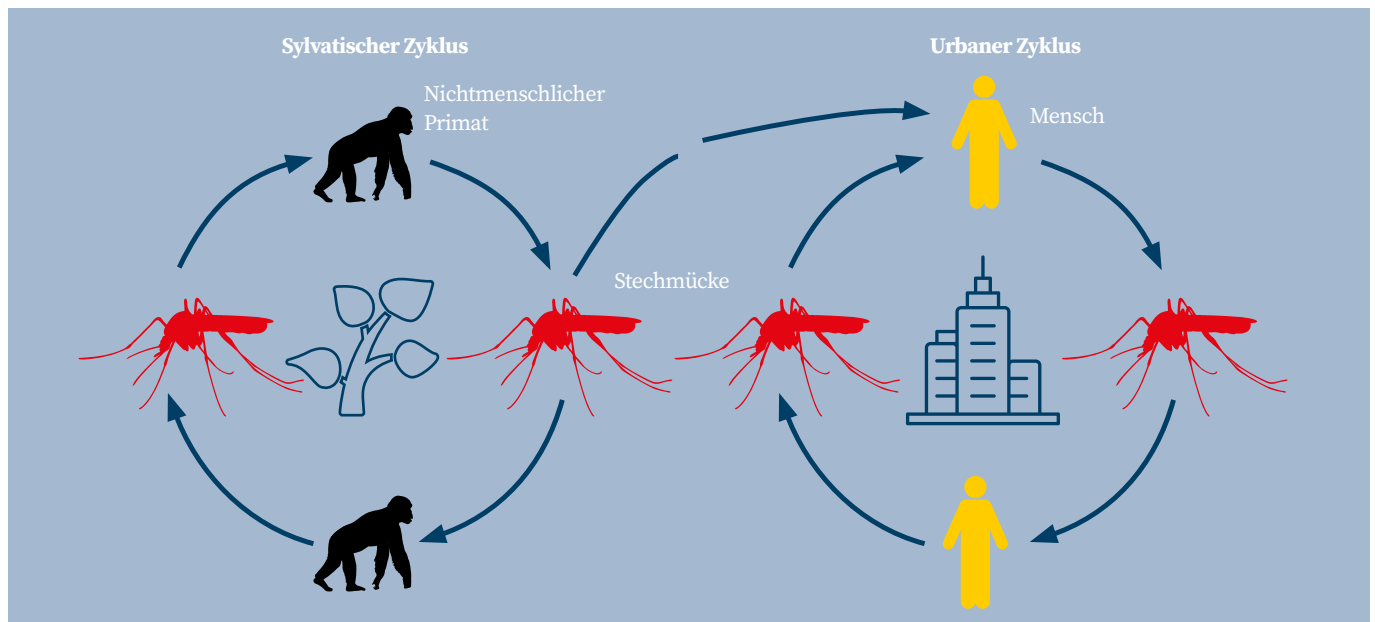 Sylvatischer Zyklus
Urbaner Zyklus
Nichtmenschlicher
Primat
Mensch
Stechmücke